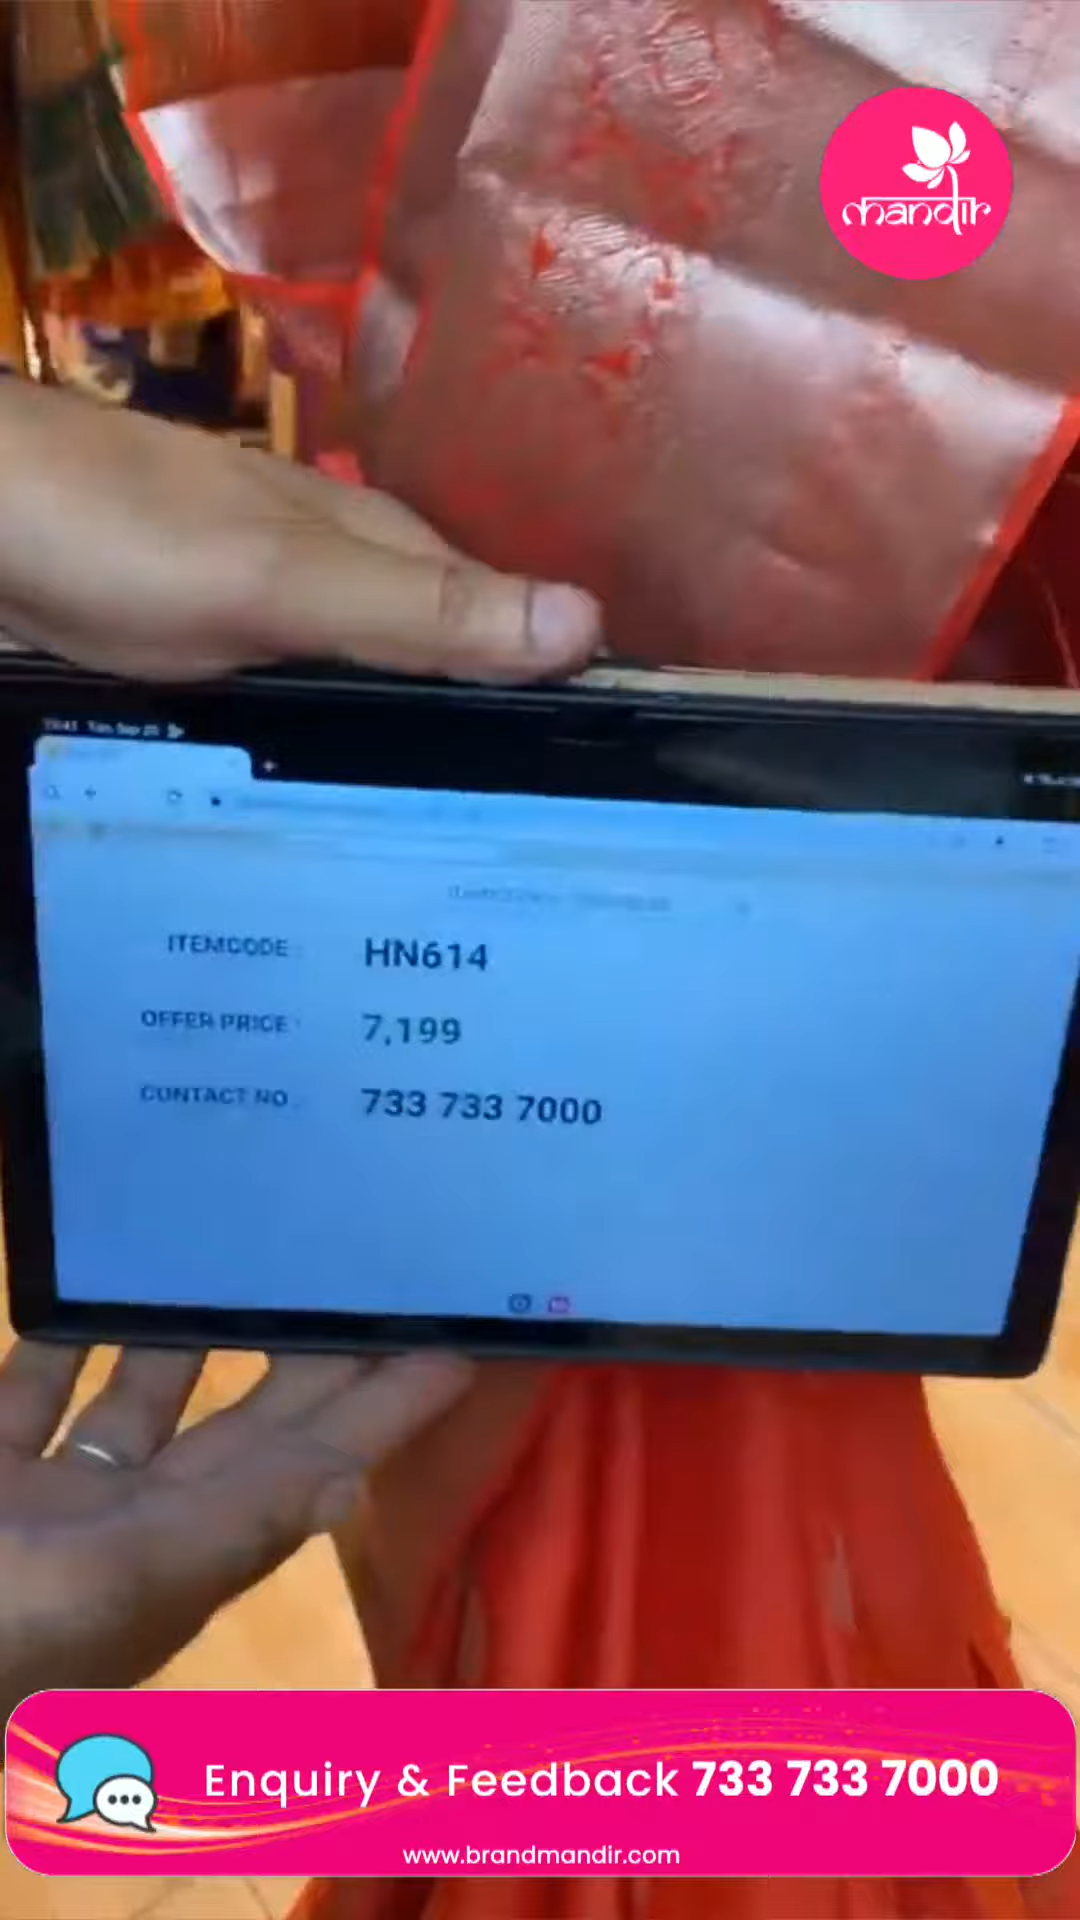 mandir
ITEMCODE :
HN614
OFFER PRICE :
7,199
CONTACT NO :
733 733 7000
Enquiry & Feedback 733 733 7000
www.brandmandir.com